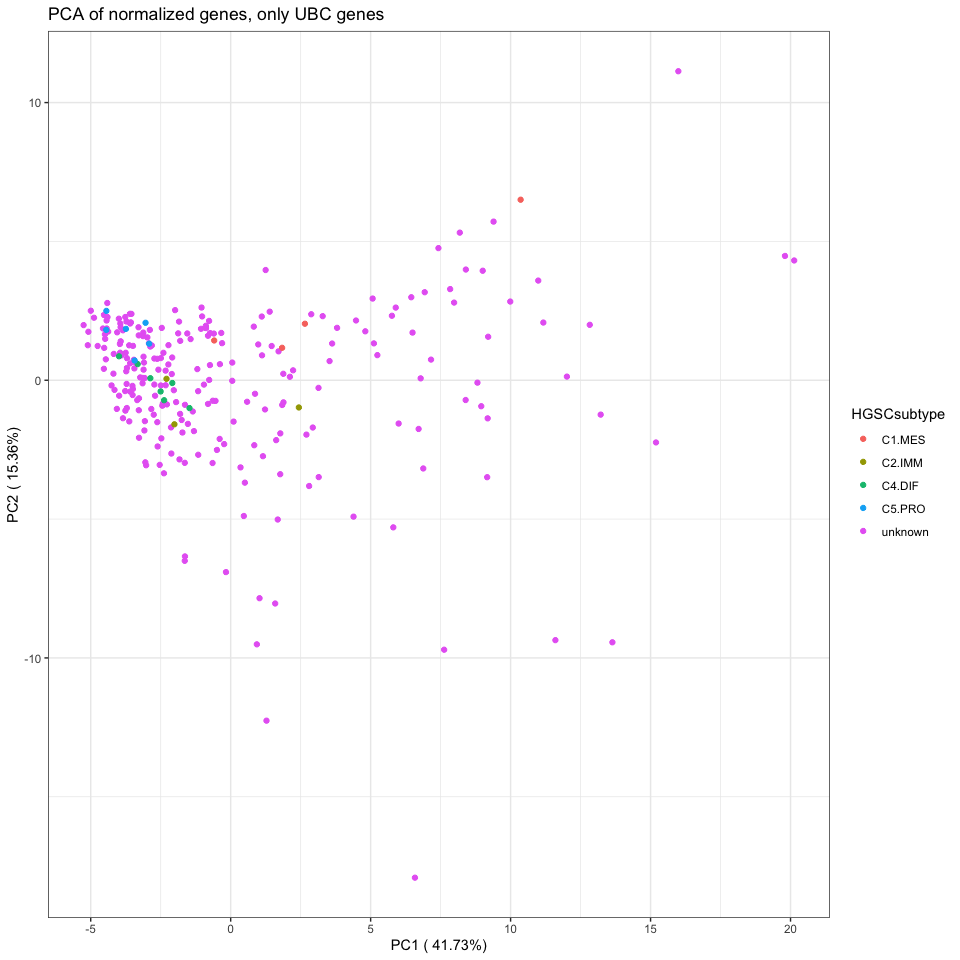 PCA of normalized genes, only UBC genes
10
0
-10
PC2 ( 15.36%)
-5
0
5
10
15
20
PC1 ( 41.73%)
HGSCsubtype
C1.MES
C2.IMM
C4.DIF
C5.PRO
unknown